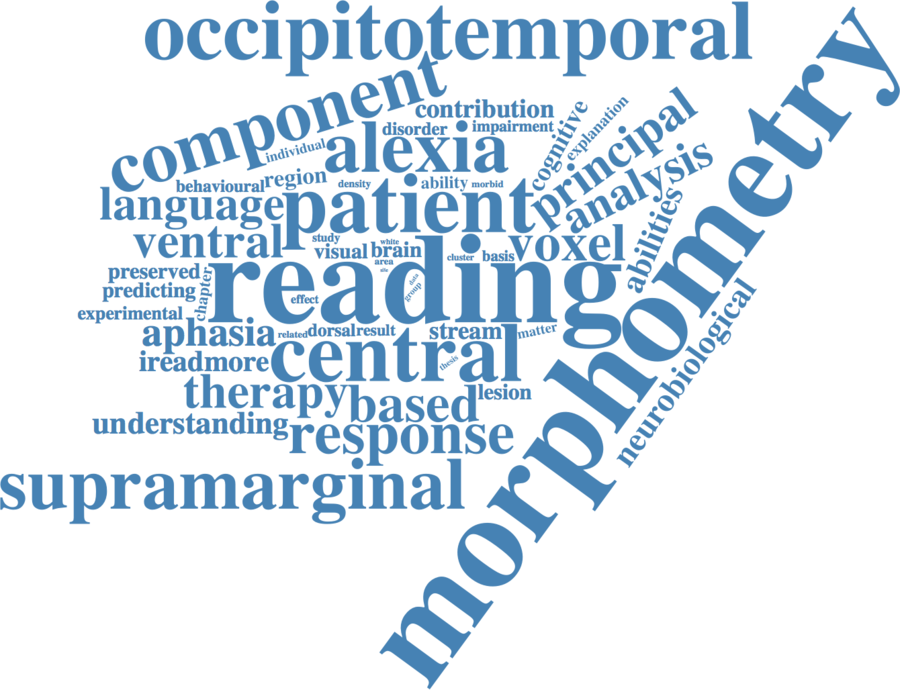 occipitotemporal
component
contribution
disorder
impairment
individual
alexia
cognitive
explanation
principal
morphometry
behavioural
region
density
ability
morbid
analysis
language
patient
abilities
ventral
study
visual
white
brain
area
cluster
basis
voxel
preserved
predicting
chapter
reading
effect
data
group
experimental
aphasia
related
dorsal
result
stream
matter
neurobiological
ireadmore
central
thesis
therapy
based
lesion
understanding
response
supramarginal